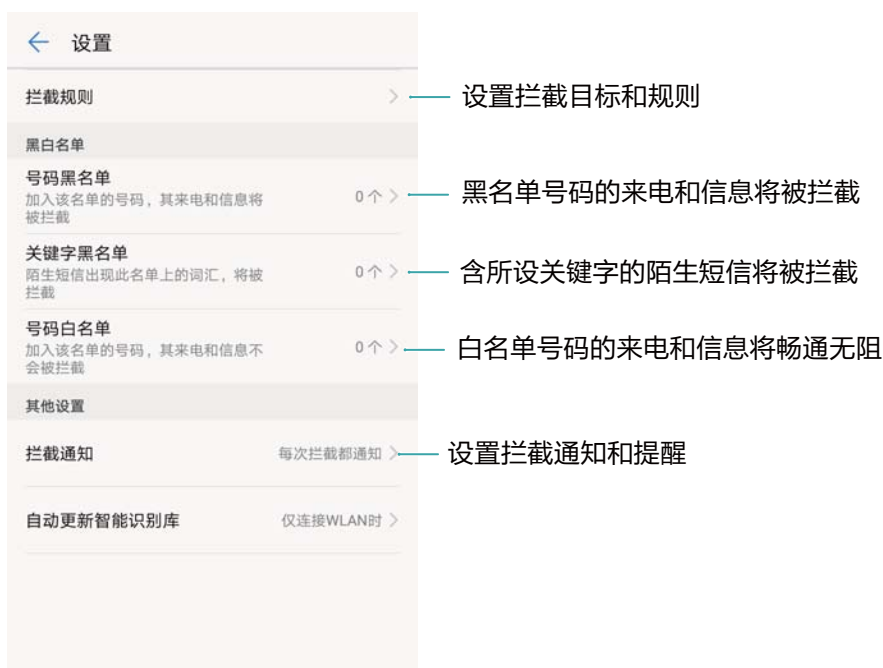 设置
拦截规则
设置拦截目标和规则
黑白名单
号码黑名单
加入该名单的号码，其来电和信息将
被拦截
0 个
黑名单号码的来电和信息将被拦截
关键字黑名单
陌生短信出现此名单上的词汇，将被
拦截
0 个
含所设关键字的陌生短信将被拦截
号码白名单
加入该名单的号码，其来电和信息不
会被拦截
0 个
白名单号码的来电和信息将畅通无阻
其他设置
拦截通知
每次拦截都通知
设置拦截通知和提醒
自动更新智能识别库
仅连接WLAN时